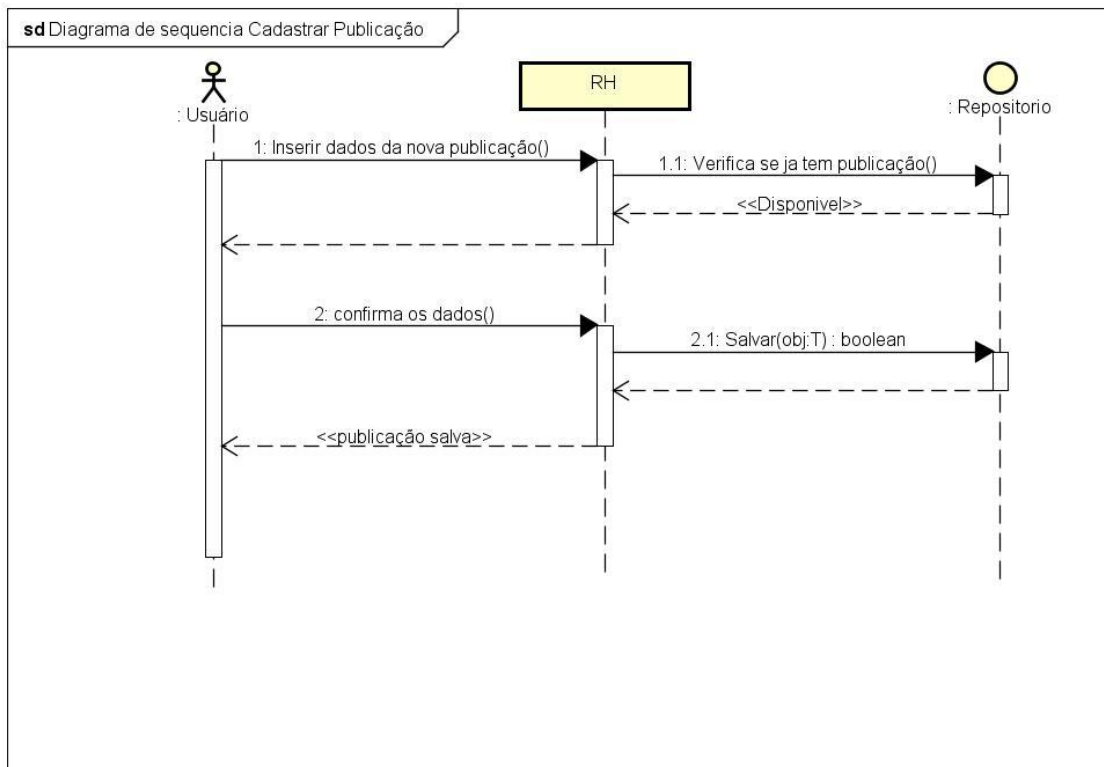 sd Diagrama de sequencia Cadastrar Publicação
: Usuário
RH
: Repositorio
1: Inserir dados da nova publicação()
1.1: Verifica se ja tem publicação()
<<Disponivel>>
2: confirma os dados()
2.1: Salvar(obj:T) : boolean
<<publicação salva>>